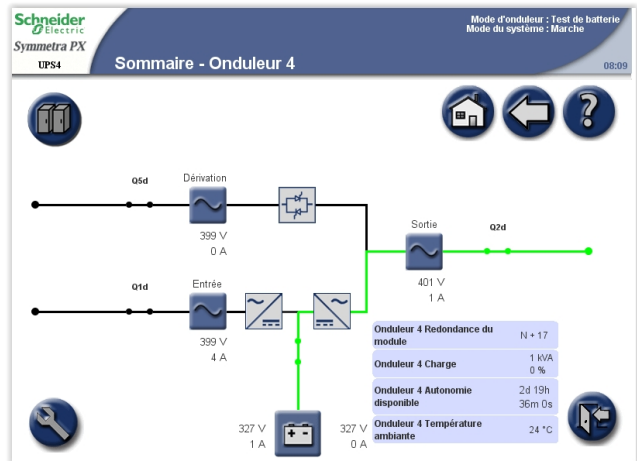 Schneider
Electric
Symmetra PX
UPS4
Sommaire - Onduleur 4
Mode d'onduleur : Test de batterie
Mode du système : Marche
08:09
Q5d
Dérivation
399 V
0 A
Sortie
Q2d
401 V
1 A
Q1d
Entrée
399 V
4 A
Onduleur 4 Redondance du
module
N + 17
Onduleur 4 Charge
1 kVA
0 %
Onduleur 4 Autonomie
disponible
2d 19h
36m 0s
Onduleur 4 Température
ambiante
24 °C
327 V
1 A
327 V
0 A